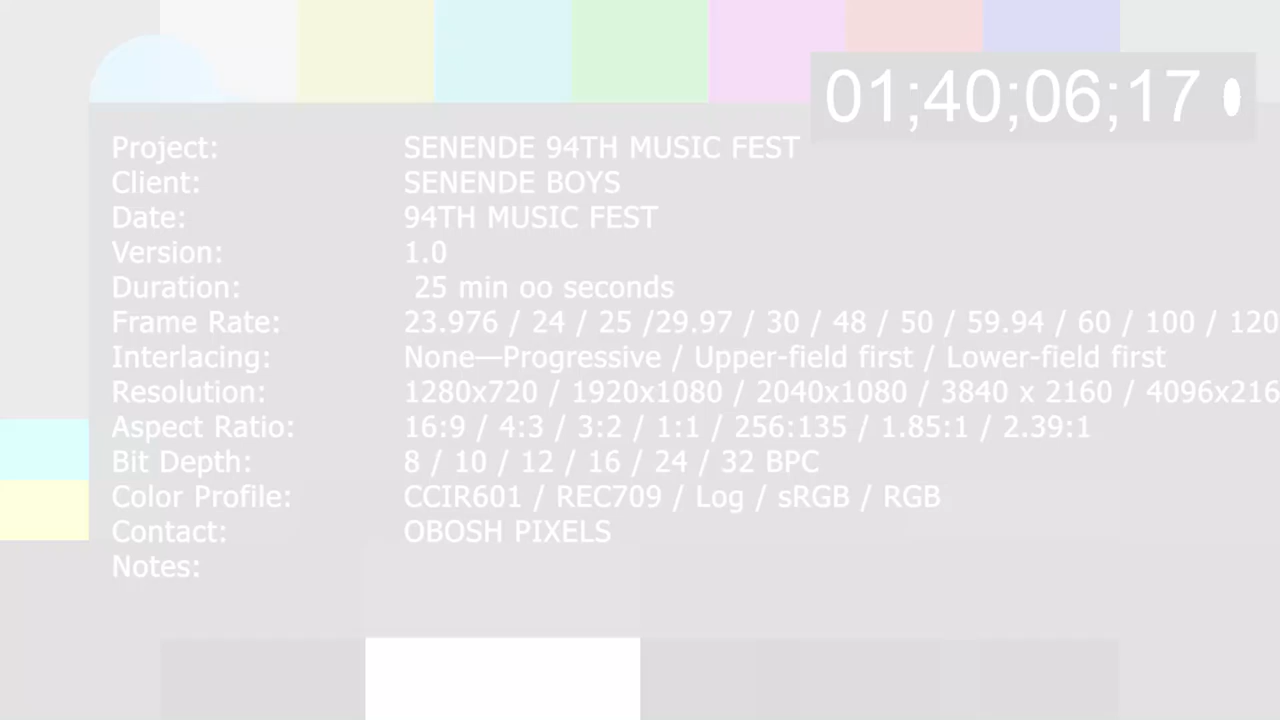 01;40;06;17
Project: SENENDE 94TH MUSIC FEST
Client: SENENDE BOYS
Date: 94TH MUSIC FEST
Version: 1.0
Duration: 25 min oo seconds
Frame Rate: 23.976 / 24 / 25 /29.97 / 30 / 48 / 50 / 59.94 / 60 / 100 / 120
Interlacing: None—Progressive / Upper-field first / Lower-field first
Resolution: 1280x720 / 1920x1080 / 2040x1080 / 3840 x 2160 / 4096x216
Aspect Ratio: 16:9 / 4:3 / 3:2 / 1:1 / 256:135 / 1.85:1 / 2.39:1
Bit Depth: 8 / 10 / 12 / 16 / 24 / 32 BPC
Color Profile: CCIR601 / REC709 / Log / sRGB / RGB
Contact: OBOSH PIXELS
Notes: